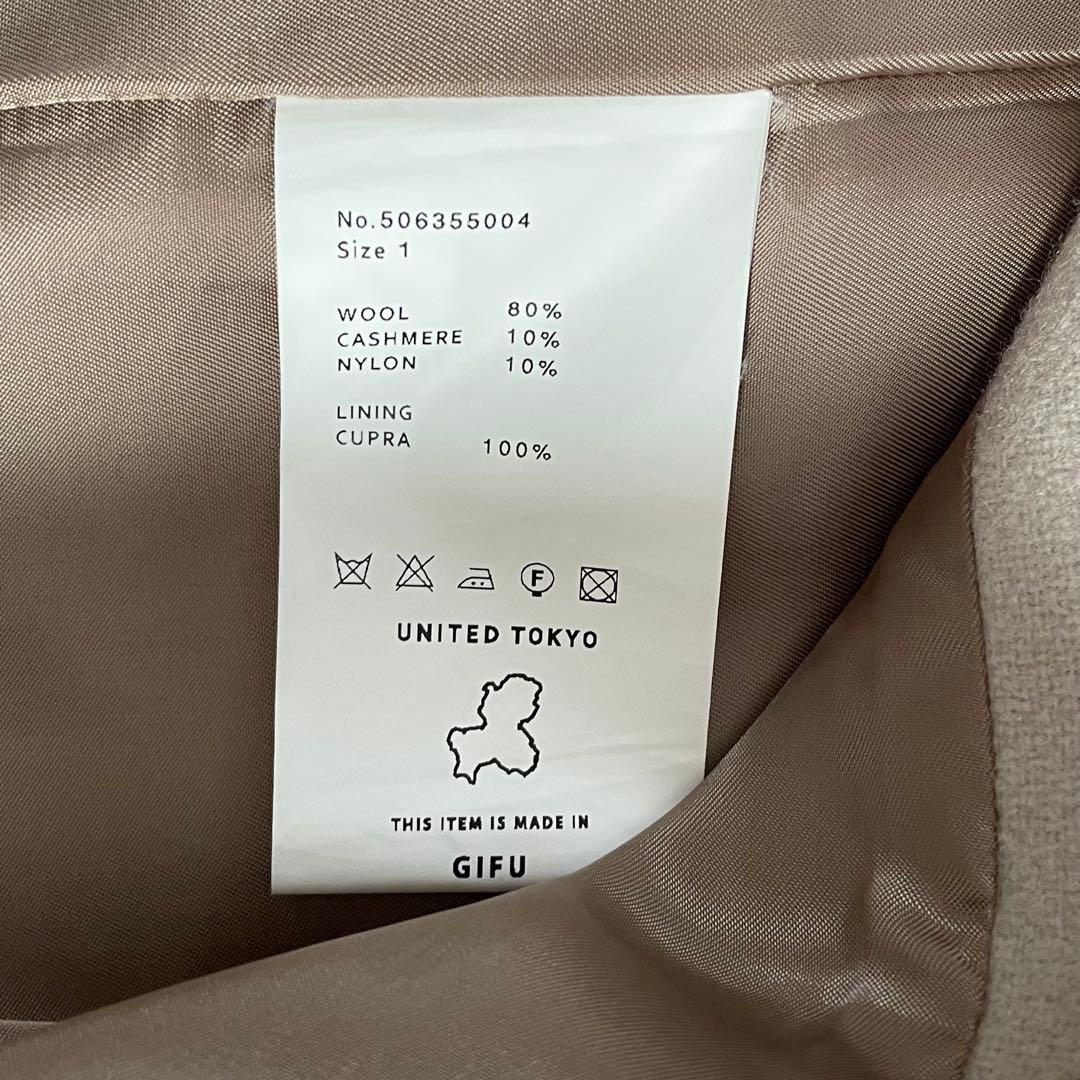 No.506355004
Size 1
WOOL 80%
CASHMERE 10%
NYLON 10%
LINING
CUPRA 100%
F
UNITED TOKYO
THIS ITEM IS MADE IN
GIFU